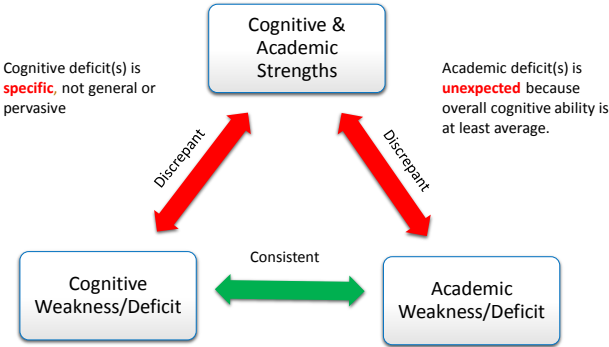 Cognitive &
Academic
Strengths
Cognitive deficit(s) is
specific, not general or
pervasive
Academic deficit(s) is
unexpected because
overall cognitive ability is
at least average.
Discrepant
Discrepant
Consistent
Cognitive
Weakness/Deficit
Academic
Weakness/Deficit